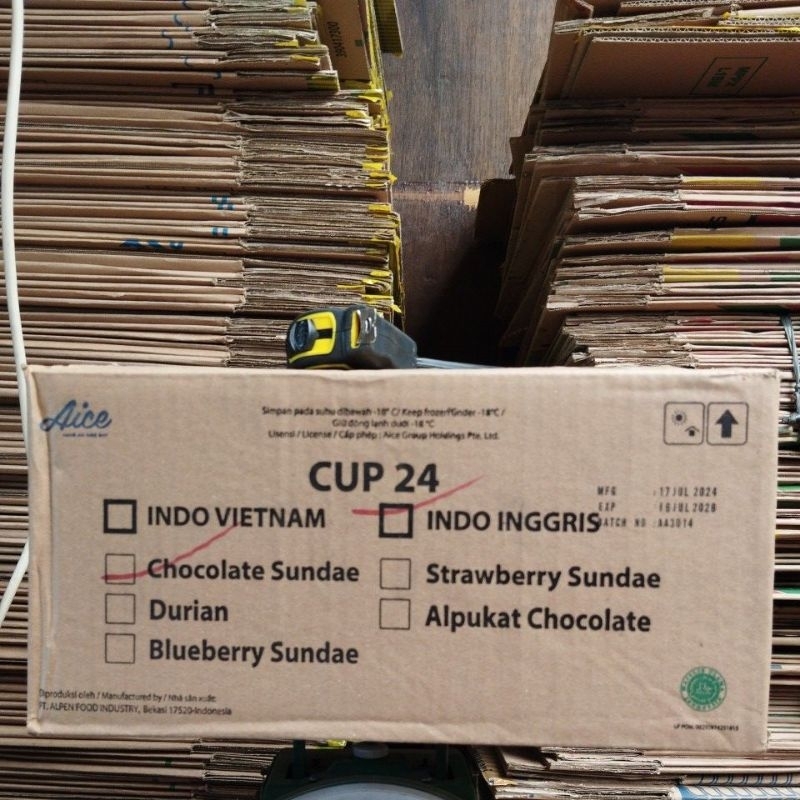 Aice
Simpan pada suhu dibawah -18° C/ Keep frozen under -18°C /
Giữ đông lạnh dưới -18 °C
Lisensi / License / Cấp phép : Aice Group Holdings Pte. Ltd.
CUP 24
MFG : 17 JUL 2024
EXP : 16 JUL 2026
BATCH NO : AA3014
INDO VIETNAM
INDO INGGRIS
Chocolate Sundae
Strawberry Sundae
Durian
Alpukat Chocolate
Blueberry Sundae
Diproduksi oleh / Manufactured by / Nhà sản xuất:
PT. ALPEN FOOD INDUSTRY, Bekasi 17520-Indonesia